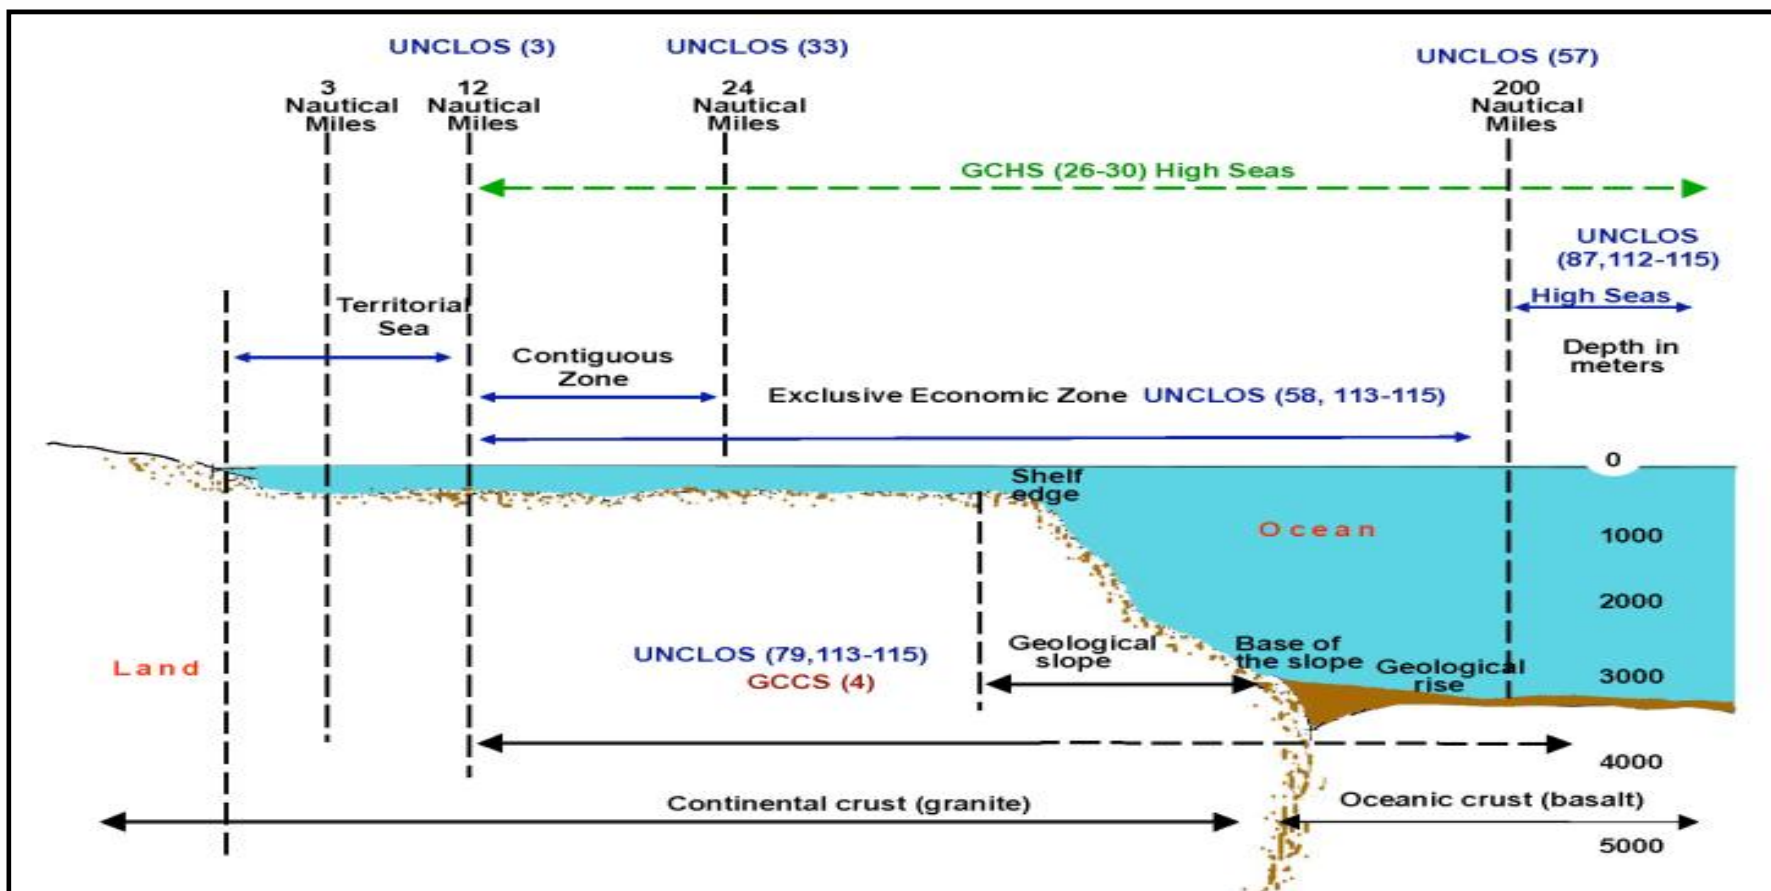 UNCLOS (3)
UNCLOS (33)
UNCLOS (57)
3
Nautical
Miles
12
Nautical
Miles
24
Nautical
Miles
200
Nautical
Miles
GCHS (26-30) High Seas
UNCLOS
(87,112-115)
High Seas
Territorial
Sea
Contiguous
Zone
Depth in
meters
Exclusive Economic Zone UNCLOS (58, 113-115)
0
Shelf
edge
Ocean
1000
2000
Land
UNCLOS (79,113-115)
GCCS (4)
Geological
slope
Base of
the slope
Geological
rise
3000
4000
Continental crust (granite)
Oceanic crust (basalt)
5000